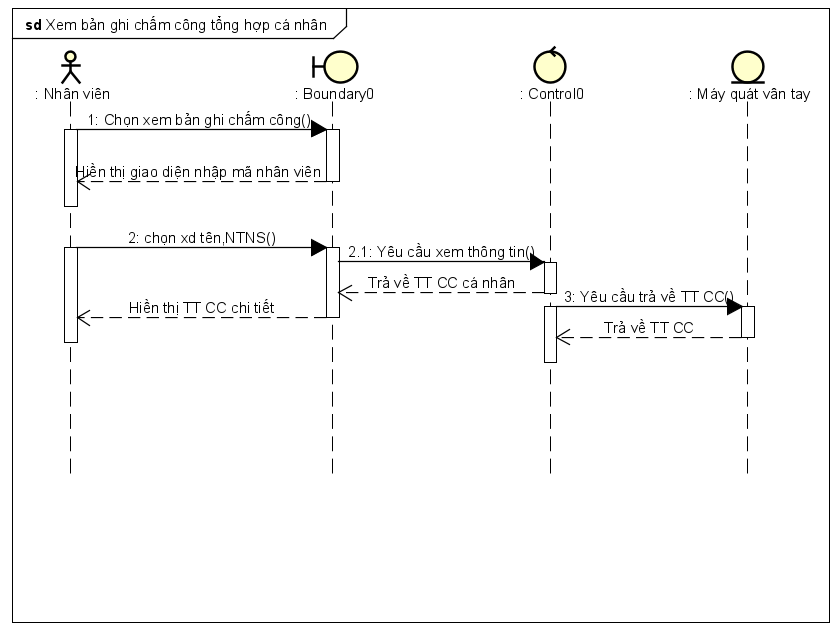 sd Xem bản ghi chấm công tổng hợp cá nhân
: Nhân viên
: Boundary0
: Control0
: Máy quát vân tay
1: Chọn xem bản ghi chấm công()
Hiển thị giao diện nhập mã nhân viên
2: chọn xd tên,NTNS()
2.1: Yêu cầu xem thông tin()
Trả về TT CC cá nhân
3: Yêu cầu trả về TT CC()
Hiển thị TT CC chi tiết
Trả về TT CC